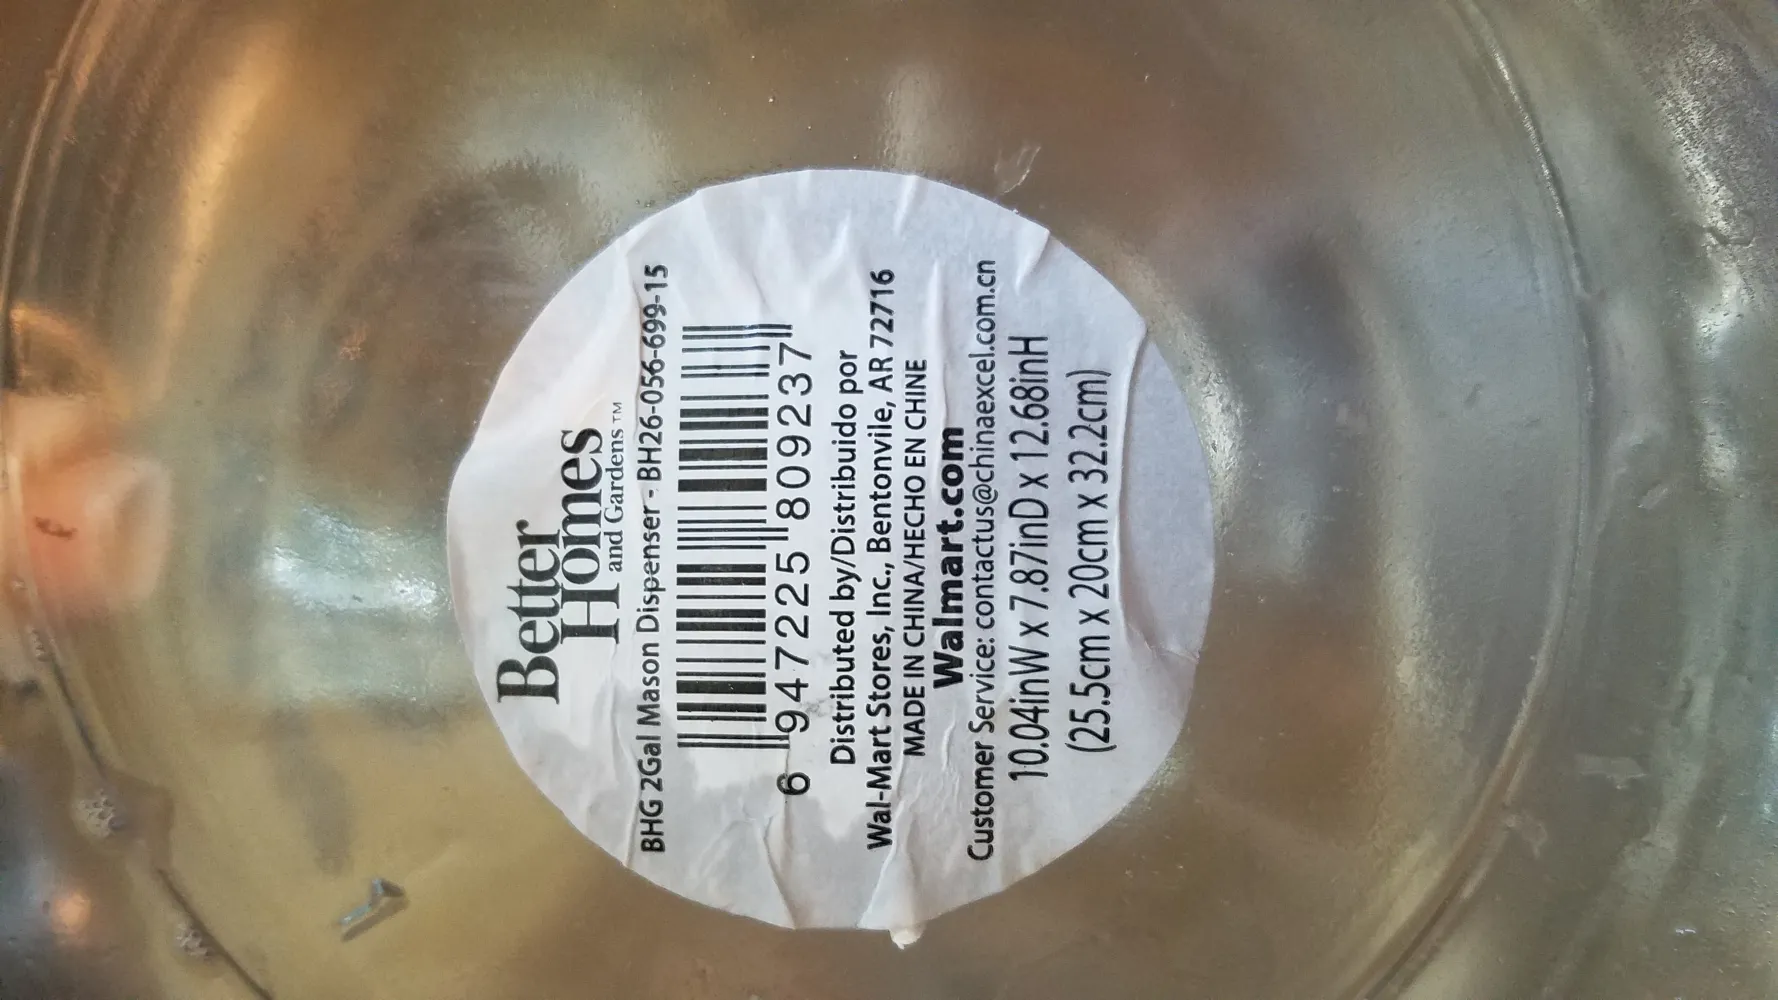 Better
Homes
and Gardens™
BHG 2Gal Mason Dispenser - BH26-056-699-15
6 947225 809237
Distributed by/Distribuido por
Wal-Mart Stores, Inc., Bentonvile, AR 72716
MADE IN CHINA/HECHO EN CHINE
Walmart.com
Customer Service: contactus@chinaexcel.com.cn
10.04inW x 7.87inD x 12.68inH
(25.5cm x 20cm x 32.2cm)